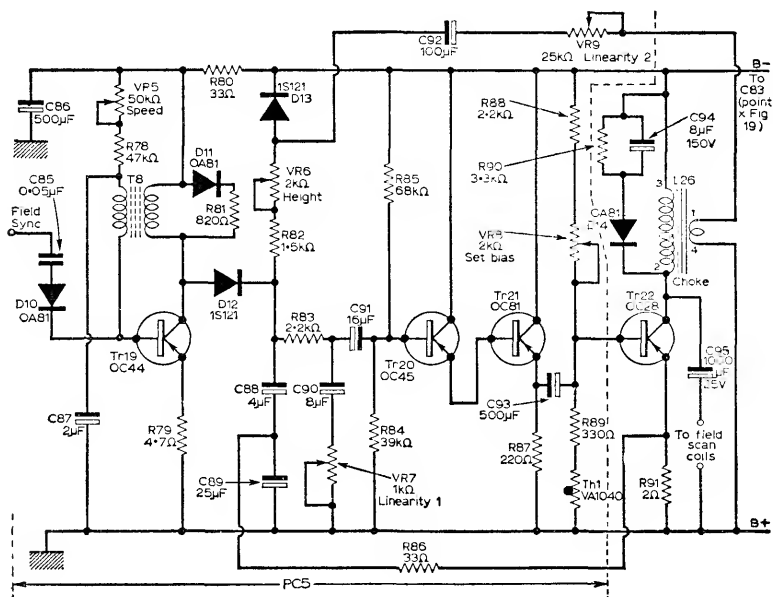 C92
100µF
VR9
25kΩ Linearity 2
B-
To
C83
(point
x Fig
19)
C86
500µF
VR5
50kΩ
Speed
R80
33Ω
1S121
D13
R88
2·2kΩ
C94
8µF
150V
R78
47kΩ
D11
OA81
R90
3·3kΩ
C85
0·05µF
T8
R81
820Ω
VR6
2kΩ
Height
R85
68kΩ
3
L26
1
Field
Sync
R82
1·5kΩ
VR8
2kΩ
Set bias
OA81
D14
2
4
Choke
D10
OA81
D12
1S121
R83
2·2kΩ
C91
16µF
Tr21
OC81
Tr22
OC28
Tr19
OC44
Tr20
OC45
C95
1000
µF
25V
C87
2µF
R79
4·7Ω
C88
4µF
C90
8µF
R84
39kΩ
C93
500µF
R89
330Ω
To field
scan
coils
C89
25µF
VR7
1kΩ
Linearity 1
R87
220Ω
Th1
VA1040
R91
2Ω
B+
R86
33Ω
PC5